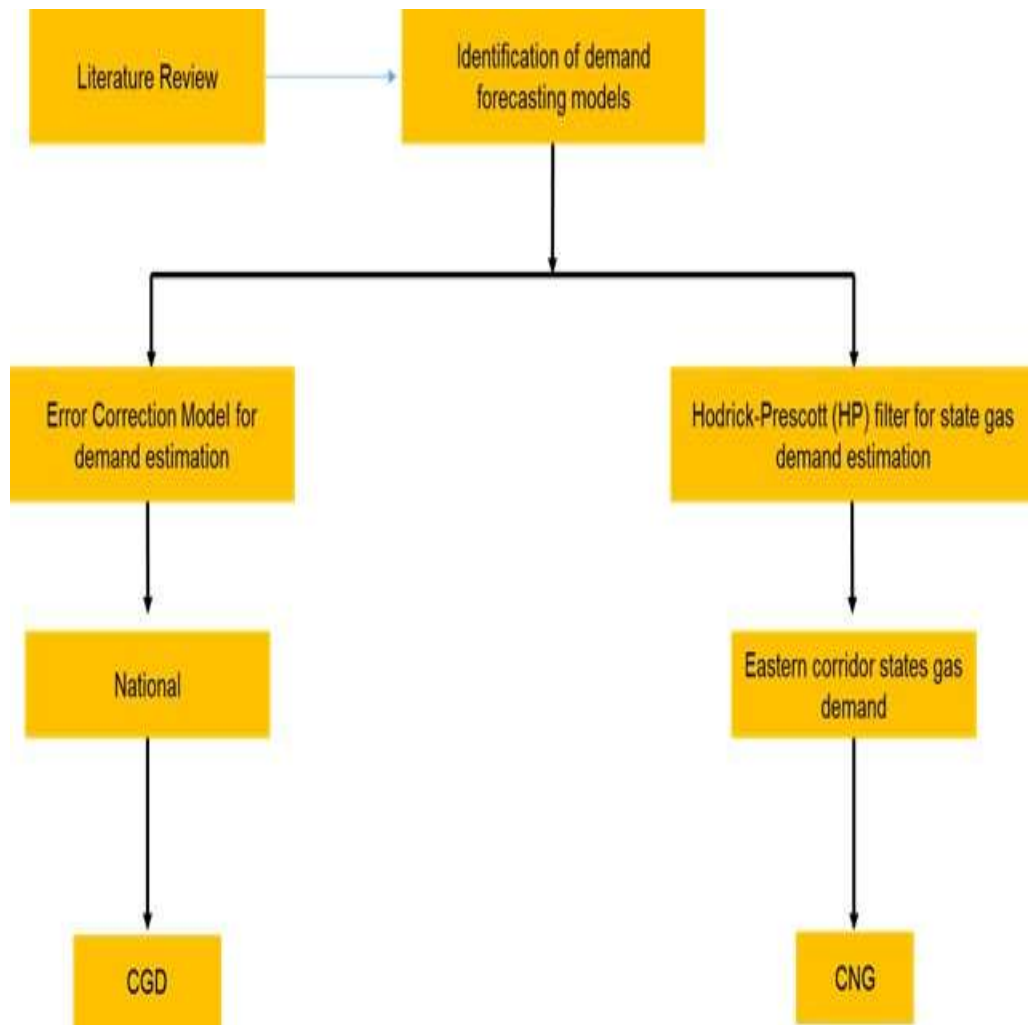 Literature Review
Identification of demand
forecasting models
Error Correction Model for
demand estimation
Hodrick-Prescott (HP) filter for state gas
demand estimation
National
Eastern corridor states gas
demand
CGD
CNG